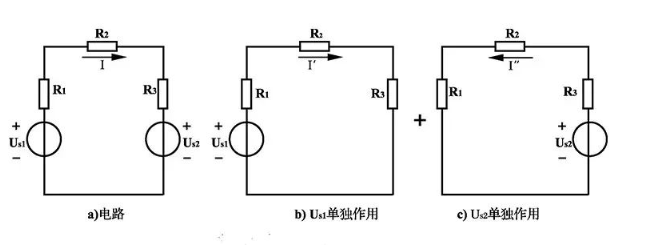 R₂ R₂ R₂
I I′ I″
R₁ R₃ R₁ R₃ R₁ R₃
+ + + + +
Us1 Us2 Us1 Us2
− − − −
a)电路 b) Us1单独作用 c) Us2单独作用